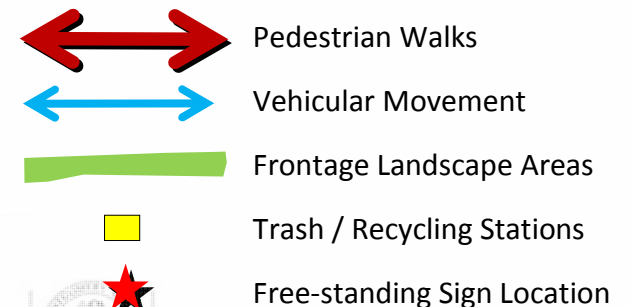 Pedestrian Walks
Vehicular Movement
Frontage Landscape Areas
Trash / Recycling Stations
Free-standing Sign Location